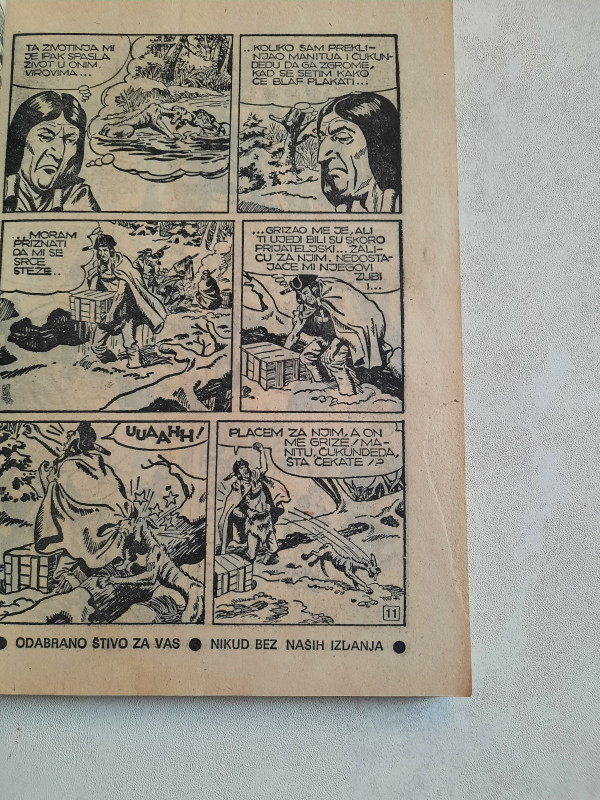 TA ŽIVOTINJA MI
JE IPAK SPASLA
ŽIVOT U ONIM
VIROVIMA...
...KOLIKO SAM PREKLI-
NJAO MANITUA I ČUKUN-
DEDU DA GA ZGROME,
KAD SE SETIM KAKO
ĆE BLAF PLAKATI...
...MORAM
PRIZNATI
DA MI SE
SRCE
STEŽE..
...GRIZAO ME JE, ALI
TI UJEDI BILI SU SKORO
PRIJATELJSKI... ŽALI-
ĆU ZA NJIM. NEDOSTA-
JAĆE MI NJEGOVI
ZUBI
I...
UUAAHH!
PLAČEM ZA NJIM, A ON
ME GRIZE! MA-
NITU, ČUKUNDEDA,
ŠTA ČEKATE!?
11
ODABRANO ŠTIVO ZA VAS ● NIKUD BEZ NAŠIH IZDANJA ●